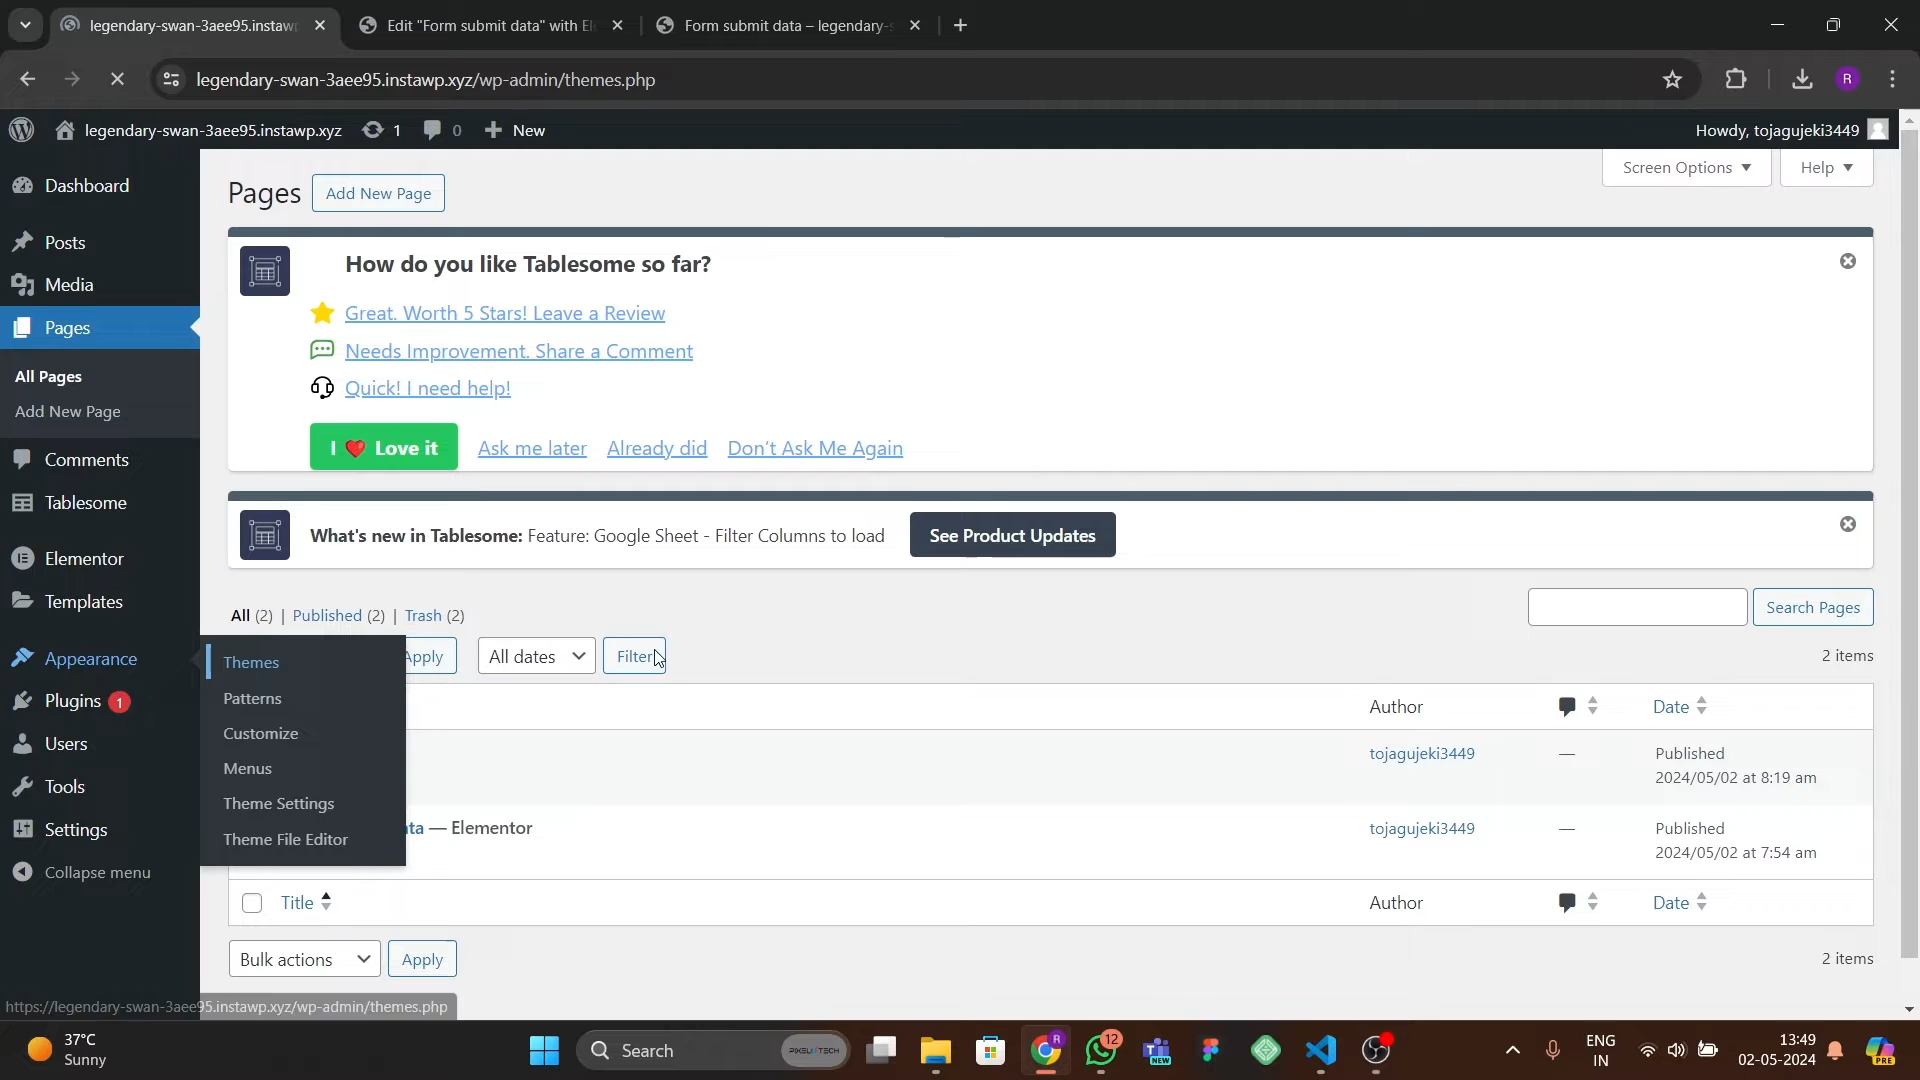 legendary-swan-3aee95.instaw
Edit "Form submit data" with El
Form submit data – legendary-s
legendary-swan-3aee95.instawp.xyz/wp-admin/themes.php
R
legendary-swan-3aee95.instawp.xyz
1
0
New
Howdy, tojagujeki3449
Dashboard
Posts
Media
Pages
All Pages
Add New Page
Comments
Tablesome
Elementor
Templates
Appearance
Plugins 1
Users
Tools
Settings
Collapse menu
Themes
Patterns
Customize
Menus
Theme Settings
Theme File Editor
Pages
Add New Page
Screen Options
Help
How do you like Tablesome so far?
Great. Worth 5 Stars! Leave a Review
Needs Improvement. Share a Comment
Quick! I need help!
I ❤ Love it
Ask me later
Already did
Don't Ask Me Again
What's new in Tablesome: Feature: Google Sheet - Filter Columns to load
See Product Updates
All (2) | Published (2) | Trash (2)
Search Pages
Apply
All dates
Filter
2 items
Author
Date
tojagujeki3449
—
Published
2024/05/02 at 8:19 am
ata — Elementor
tojagujeki3449
—
Published
2024/05/02 at 7:54 am
Title
Author
Date
Bulk actions
Apply
2 items
https://legendary-swan-3aee95.instawp.xyz/wp-admin/themes.php
37°C
Sunny
Search
PIXELVTECH
R
12
NEW
ENG
IN
13:49
02-05-2024
PRE